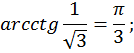 arcctg 1/√3 = π/3;